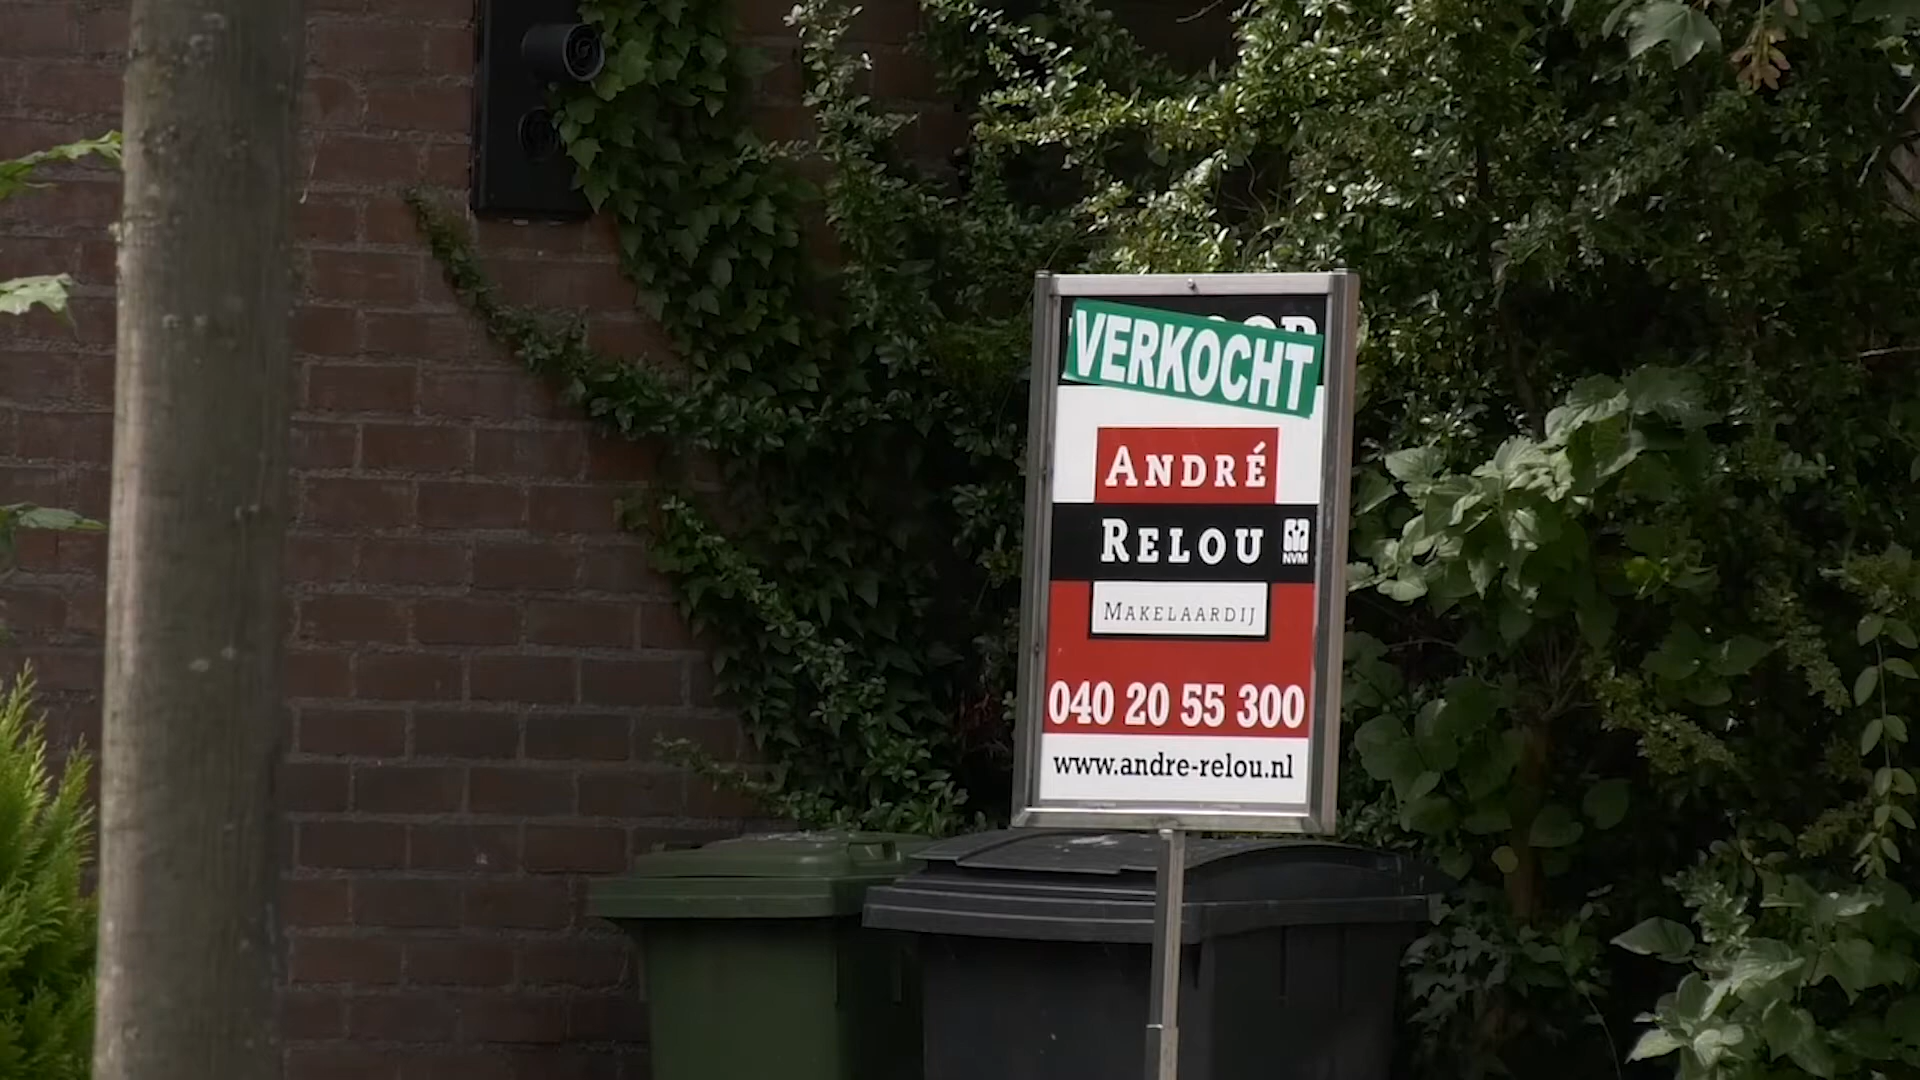 VERKOCHT
ANDRÉ
RELOU
NVM
MAKELAARDIJ
040 20 55 300
www.andre-relou.nl